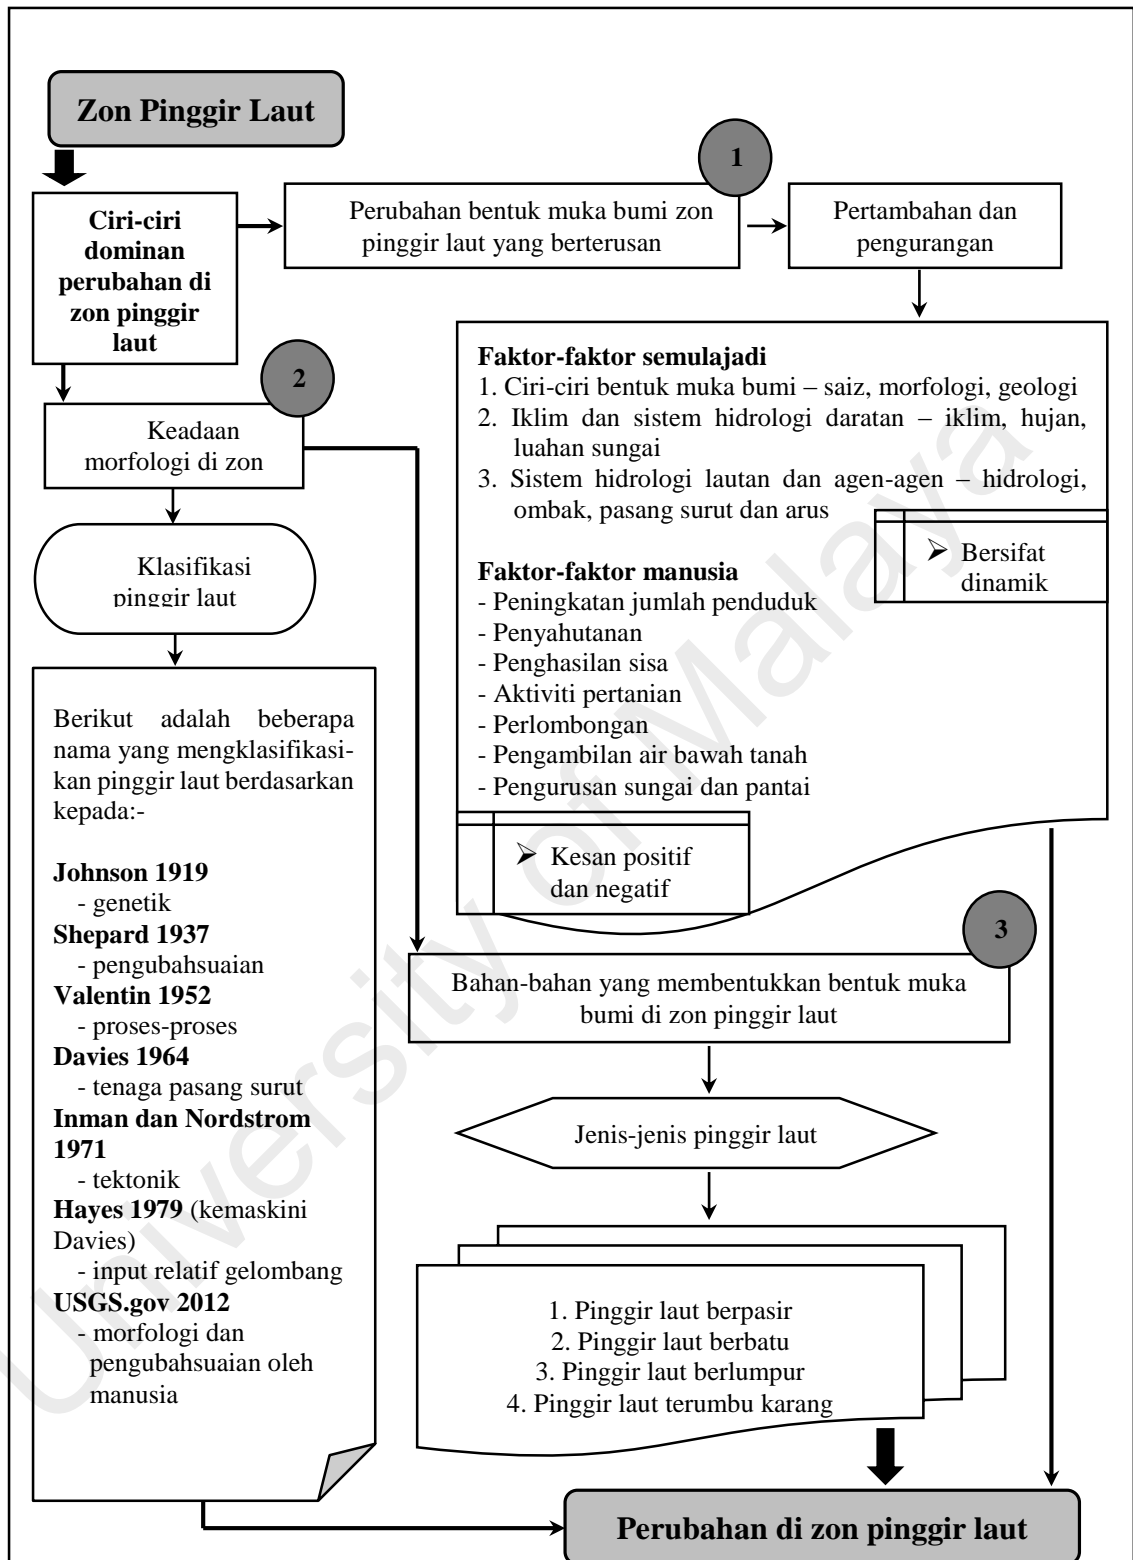 Zon Pinggir Laut
Ciri-ciri
dominan
perubahan di
zon pinggir
laut
1
Perubahan bentuk muka bumi zon
pinggir laut yang berterusan
Pertambahan dan
pengurangan
Faktor-faktor semulajadi
1. Ciri-ciri bentuk muka bumi – saiz, morfologi, geologi
2. Iklim dan sistem hidrologi daratan – iklim, hujan,
luahan sungai
3. Sistem hidrologi lautan dan agen-agen – hidrologi,
ombak, pasang surut dan arus
➢ Bersifat
dinamik
Faktor-faktor manusia
- Peningkatan jumlah penduduk
- Penyahutanan
- Penghasilan sisa
- Aktiviti pertanian
- Perlombongan
- Pengambilan air bawah tanah
- Pengurusan sungai dan pantai
➢ Kesan positif
dan negatif
2
Keadaan
morfologi di zon
Klasifikasi
pinggir laut
Berikut adalah beberapa
nama yang mengklasifikasi-
kan pinggir laut berdasarkan
kepada:-
Johnson 1919
- genetik
Shepard 1937
- pengubahsuaian
Valentin 1952
- proses-proses
Davies 1964
- tenaga pasang surut
Inman dan Nordstrom
1971
- tektonik
Hayes 1979 (kemaskini
Davies)
- input relatif gelombang
USGS.gov 2012
- morfologi dan
pengubahsuaian oleh
manusia
3
Bahan-bahan yang membentukkan bentuk muka
bumi di zon pinggir laut
Jenis-jenis pinggir laut
1. Pinggir laut berpasir
2. Pinggir laut berbatu
3. Pinggir laut berlumpur
4. Pinggir laut terumbu karang
Perubahan di zon pinggir laut
University of Malaya